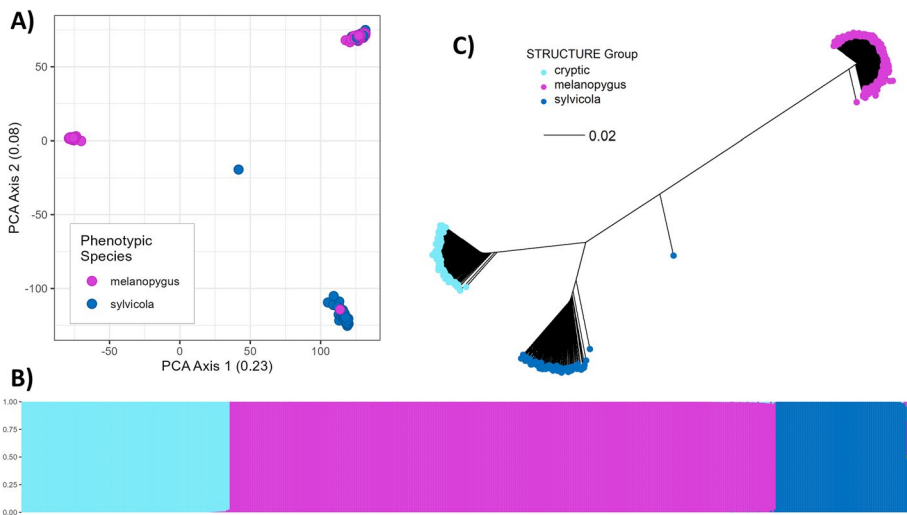 A)
PCA Axis 2 (0.08)
50
0
-50
-100
Phenotypic
Species
melanopygus
sylvicola
-50
0
50
100
PCA Axis 1 (0.23)
C)
STRUCTURE Group
cryptic
melanopygus
sylvicola
0.02
B)
1.00
0.75
0.50
0.25
0.00